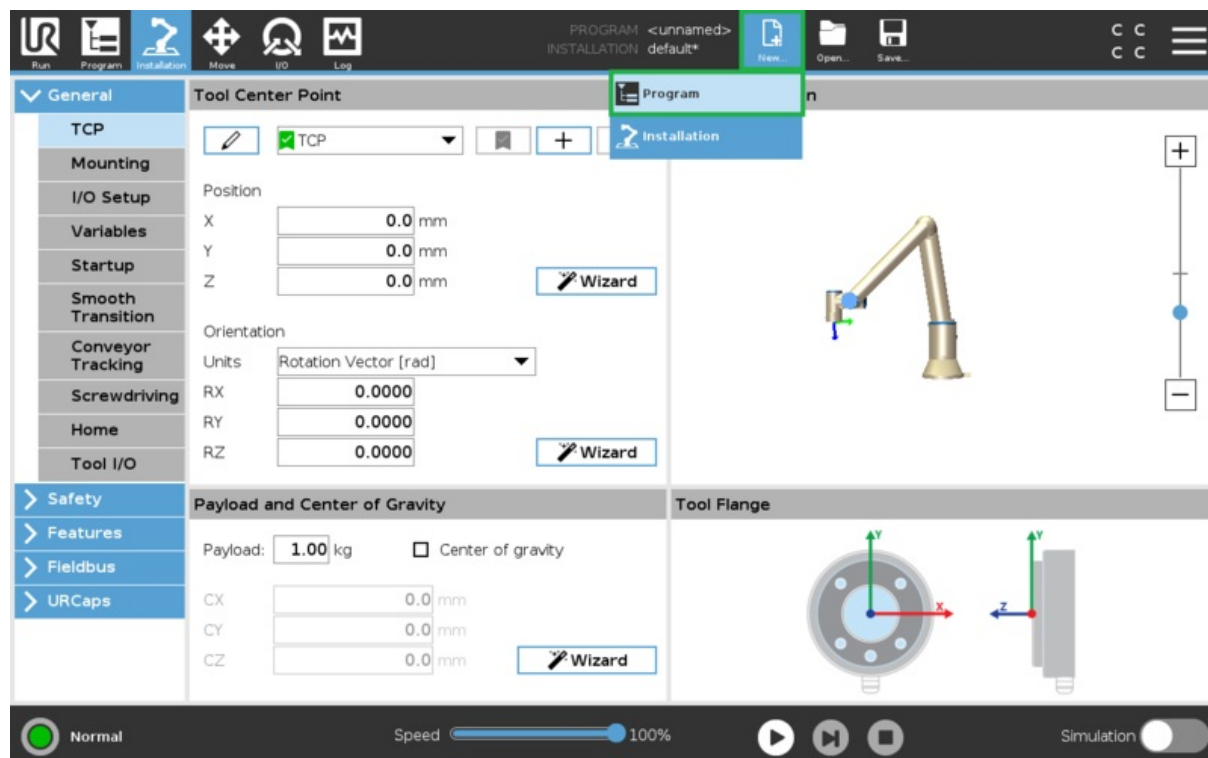 UR
Run
Program
Installation
Move
I/O
Log
PROGRAM <unnamed>
INSTALLATION default*
New...
Open...
Save...
C C
C C
Program
Installation
General
TCP
Mounting
I/O Setup
Variables
Startup
Smooth
Transition
Conveyor
Tracking
Screwdriving
Home
Tool I/O
Safety
Features
Fieldbus
URCaps
Tool Center Point
n
TCP
+
Position
X 0.0 mm
Y 0.0 mm
Z 0.0 mm
Wizard
Orientation
Units Rotation Vector [rad]
RX 0.0000
RY 0.0000
RZ 0.0000
Wizard
Payload and Center of Gravity
Payload: 1.00 kg
Center of gravity
CX 0.0 mm
CY 0.0 mm
CZ 0.0 mm
Wizard
+
−
Tool Flange
Y
X
Y
Z
Normal
Speed 100%
Simulation